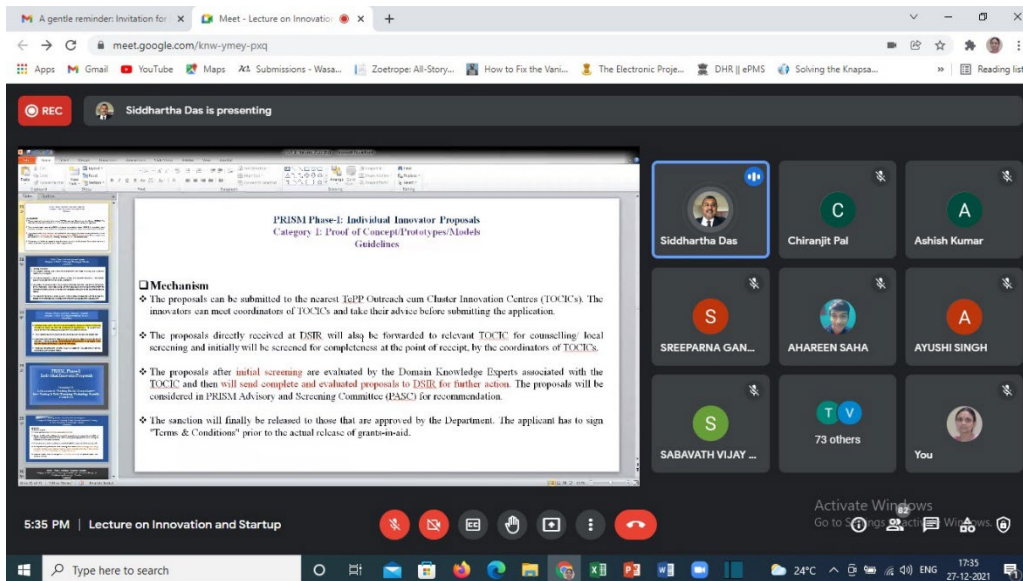 A gentle reminder: Invitation for
Meet - Lecture on Innovatio
meet.google.com/knw-ymey-pxq
Apps Gmail YouTube Maps Submissions - Wasa... Zoetrope: All-Story... How to Fix the Vani... The Electronic Proje... DHR || ePMS Solving the Knapsa... » Reading list
REC Siddhartha Das is presenting
PRISM Phase-I: Individual Innovator Proposals
Category I: Proof of Concept/Prototypes/Models
Guidelines
Mechanism
The proposals can be submitted to the nearest TePP Outreach cum Cluster Innovation Centres (TOCICs). The
innovators can meet coordinators of TOCICs and take their advice before submitting the application.
The proposals directly received at DSIR will also be forwarded to relevant TOCIC for counselling/ local
screening and initially will be screened for completeness at the point of receipt, by the coordinators of TOCICs.
The proposals after initial screening are evaluated by the Domain Knowledge Experts associated with the
TOCIC and then will send complete and evaluated proposals to DSIR for further action. The proposals will be
considered in PRISM Advisory and Screening Committee (PASC) for recommendation.
The sanction will finally be released to those that are approved by the Department. The applicant has to sign
"Terms & Conditions" prior to the actual release of grants-in-aid.
Siddhartha Das
C
Chiranjit Pal
A
Ashish Kumar
S
SREEPARNA GAN...
AHAREEN SAHA
A
AYUSHI SINGH
S
SABAVATH VIJAY ...
T V
73 others
You
5:35 PM | Lecture on Innovation and Startup
CC
82
Activate Windows
Type here to search
24°C ENG 17:35
27-12-2021